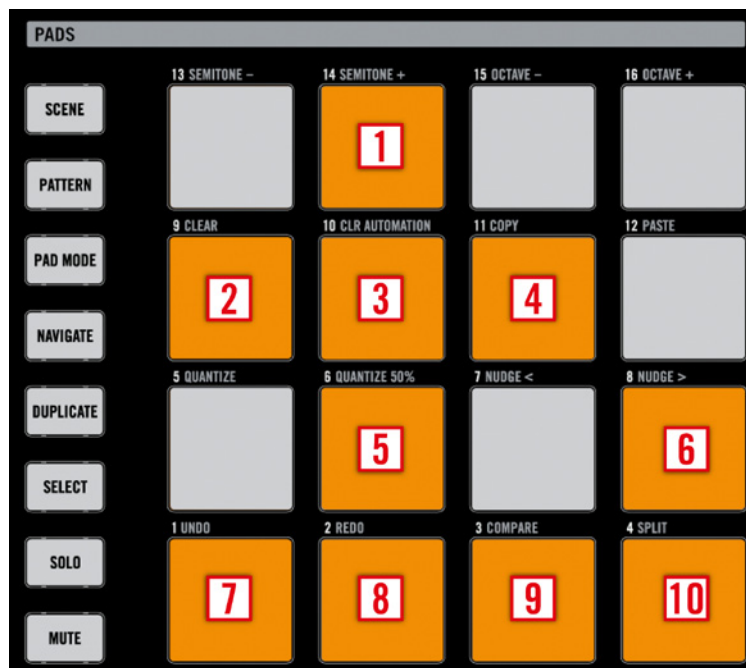 PADS
13 SEMITONE – 14 SEMITONE + 15 OCTAVE – 16 OCTAVE +
SCENE
1
PATTERN
9 CLEAR 10 CLR AUTOMATION 11 COPY 12 PASTE
PAD MODE
2 3 4
NAVIGATE
5 QUANTIZE 6 QUANTIZE 50% 7 NUDGE < 8 NUDGE >
DUPLICATE
5 6
SELECT
1 UNDO 2 REDO 3 COMPARE 4 SPLIT
SOLO
7 8 9 10
MUTE